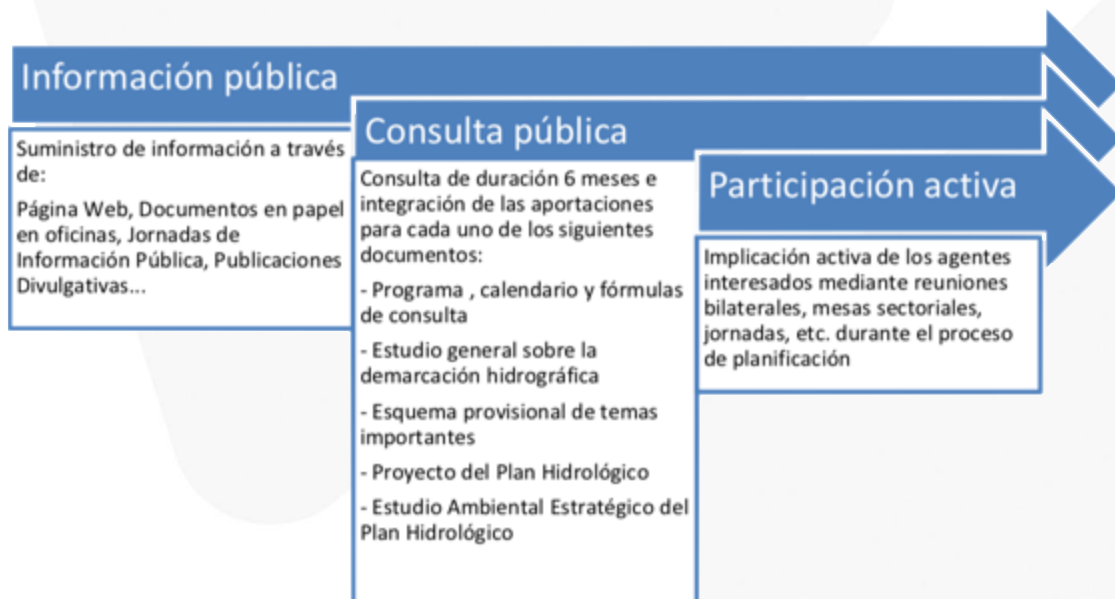 Información pública
Suministro de información a través
de:
Página Web, Documentos en papel
en oficinas, Jornadas de
Información Pública, Publicaciones
Divulgativas...
Consulta pública
Consulta de duración 6 meses e
integración de las aportaciones
para cada uno de los siguientes
documentos:
- Programa , calendario y fórmulas
de consulta
- Estudio general sobre la
demarcación hidrográfica
- Esquema provisional de temas
importantes
- Proyecto del Plan Hidrológico
- Estudio Ambiental Estratégico del
Plan Hidrológico
Participación activa
Implicación activa de los agentes
interesados mediante reuniones
bilaterales, mesas sectoriales,
jornadas, etc. durante el proceso
de planificación